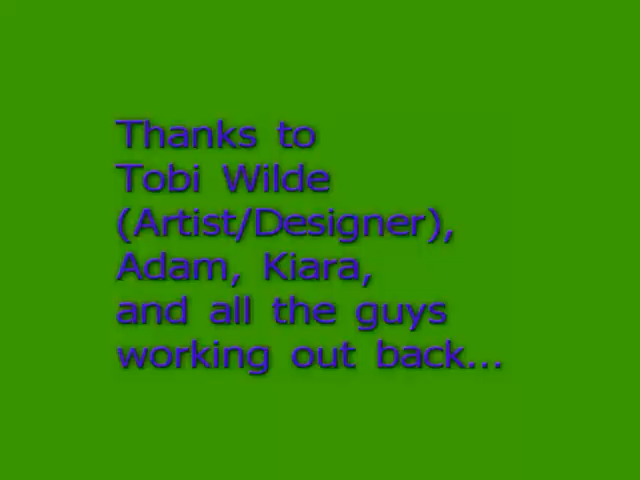 Thanks to
Tobi Wilde
(Artist/Designer),
Adam, Kiara,
and all the guys
working out back...